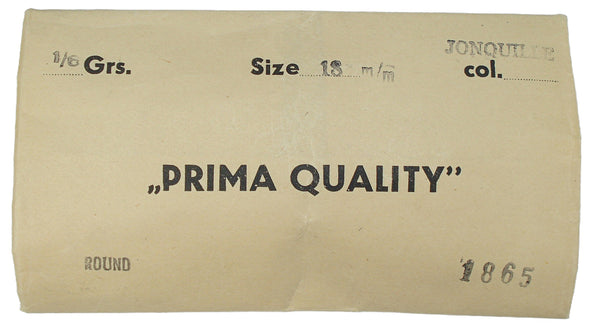 1/6 Grs. Size 18 m/m col. JONQUILLE
„PRIMA QUALITY”
ROUND 1865